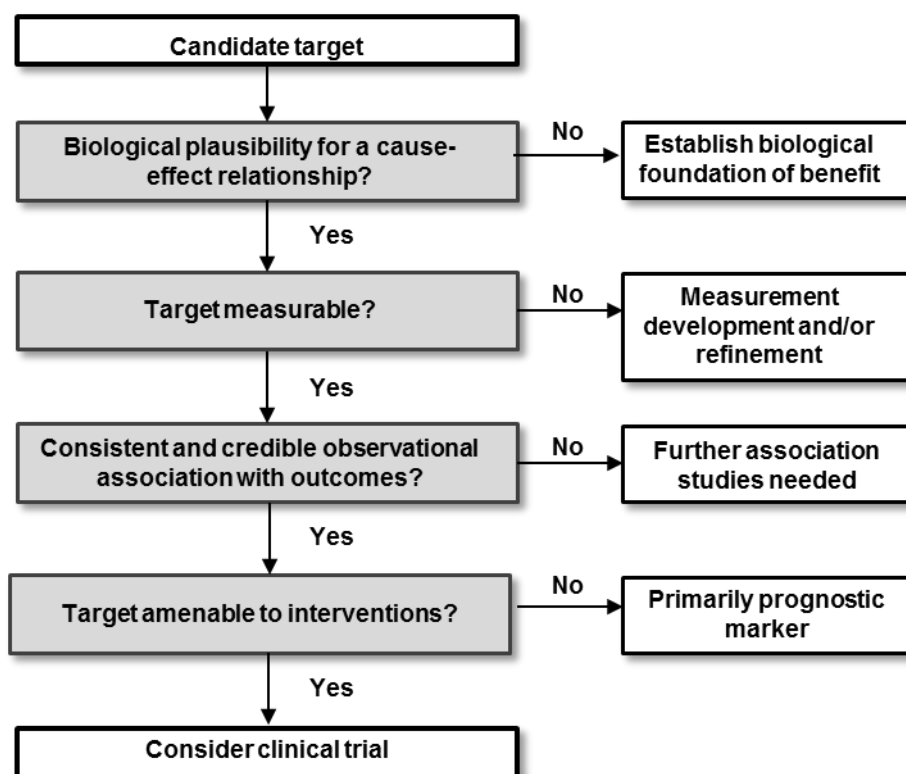 Candidate target
Biological plausibility for a cause-
effect relationship?
No
Establish biological
foundation of benefit
Yes
Target measurable?
No
Measurement
development and/or
refinement
Yes
Consistent and credible observational
association with outcomes?
No
Further association
studies needed
Yes
Target amenable to interventions?
No
Primarily prognostic
marker
Yes
Consider clinical trial